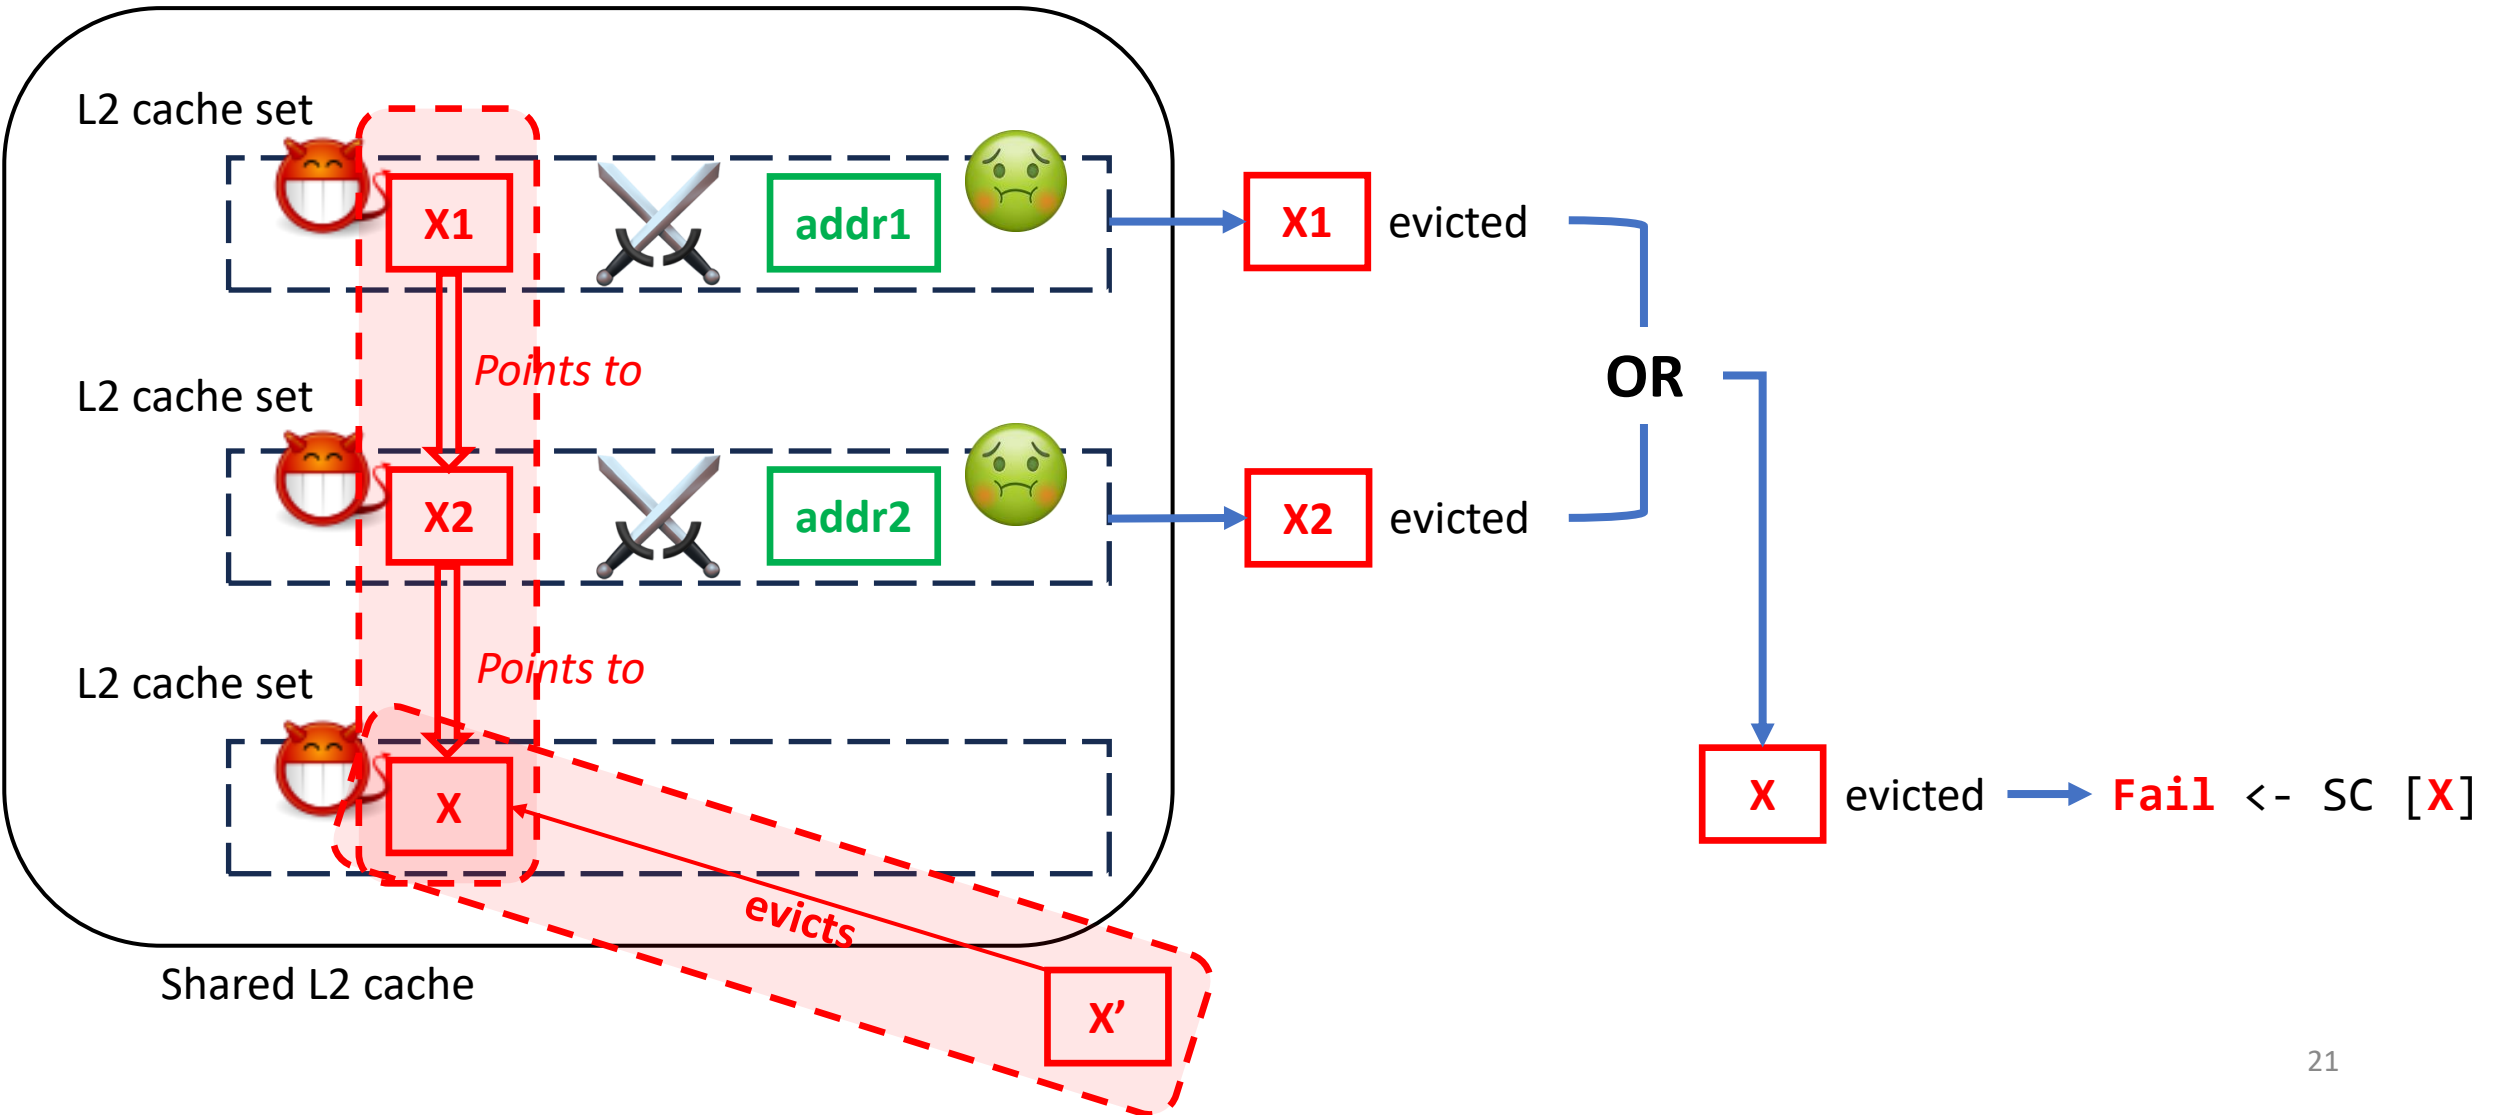 L2 cache set
X1
addr1
X1 evicted
Points to
OR
L2 cache set
X2
addr2
X2 evicted
Points to
L2 cache set
X
X evicted
Fail <- SC [X]
evicts
Shared L2 cache
X’
21